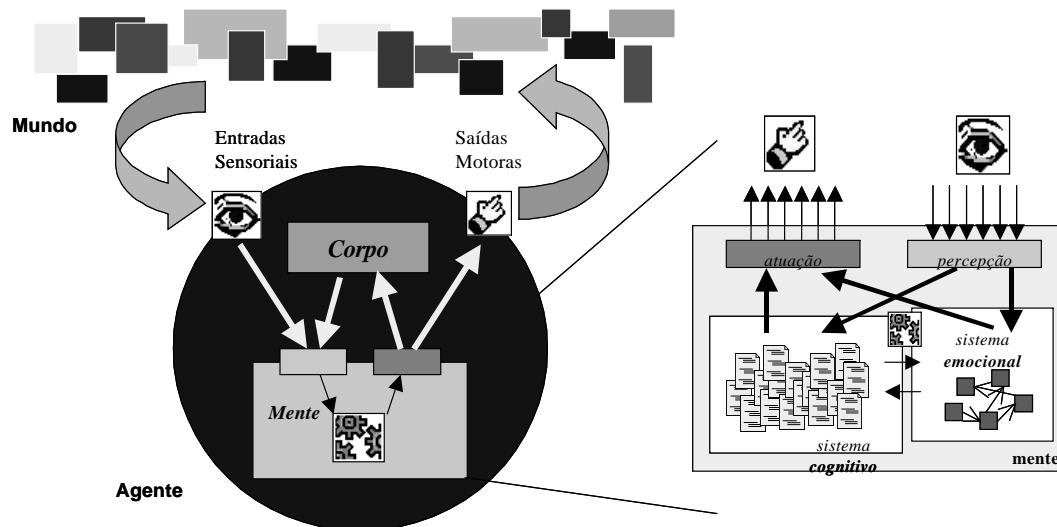 Mundo
Entradas
Sensoriais
Saídas
Motoras
Corpo
Mente
Agente
atuação
percepção
sistema
emocional
sistema
cognitivo
mente